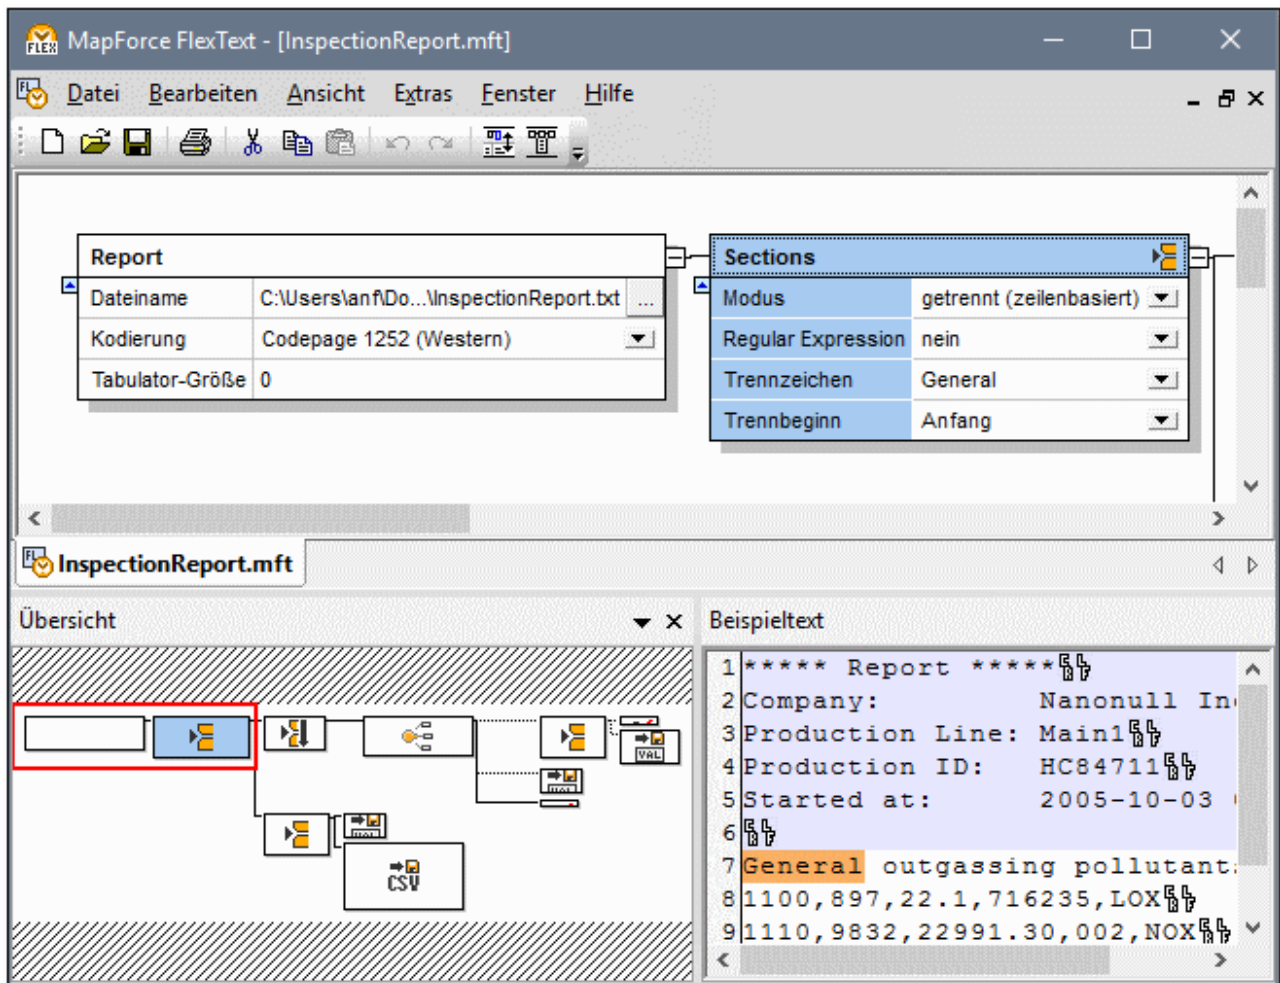 MapForce FlexText - [InspectionReport.mft]
Datei Bearbeiten Ansicht Extras Fenster Hilfe
Report
Dateiname C:\Users\anf\Do...\InspectionReport.txt ...
Kodierung Codepage 1252 (Western)
Tabulator-Größe 0
Sections
Modus getrennt (zeilenbasiert)
Regular Expression nein
Trennzeichen General
Trennbeginn Anfang
InspectionReport.mft
Übersicht
VAL
CSV
Beispieltext
1 ***** Report *****
2 Company: Nanonull In
3 Production Line: Main1
4 Production ID: HC84711
5 Started at: 2005-10-03
6
7 General outgassing pollutant
8 1100,897,22.1,716235,LOX
9 1110,9832,22991.30,002,NOX